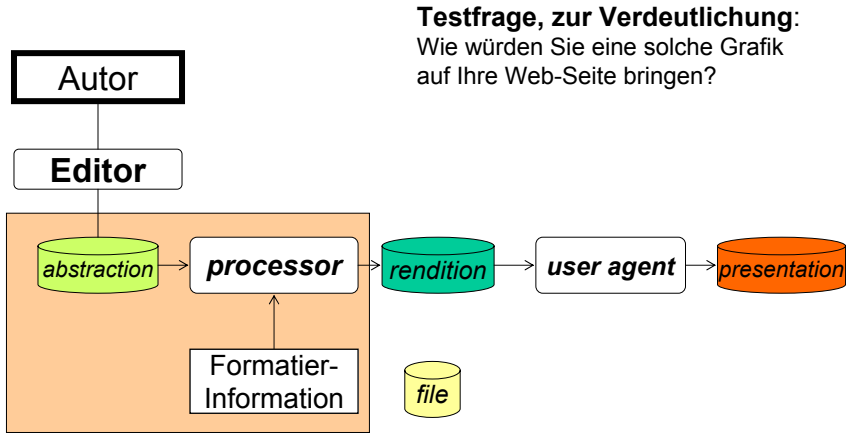 Testfrage, zur Verdeutlichung:
Wie würden Sie eine solche Grafik
auf Ihre Web-Seite bringen?
Autor
Editor
abstraction
processor
rendition
user agent
presentation
Formatier-
Information
file